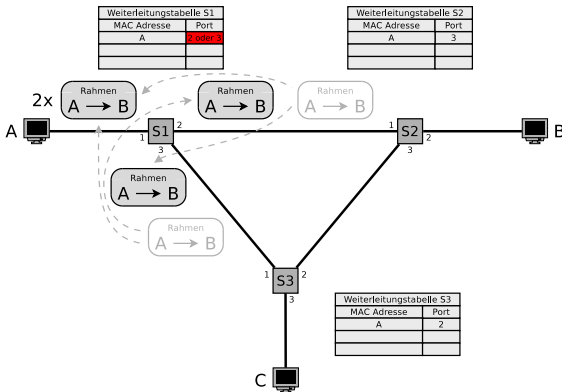 Weiterleitungstabelle S1
MAC Adresse Port
A 2 oder 3
Weiterleitungstabelle S2
MAC Adresse Port
A 3
2x
Rahmen
A → B
Rahmen
A → B
Rahmen
A → B
A
1
S1
2
3
1
S2
2
3
B
Rahmen
A → B
Rahmen
A → B
1
S3
2
3
Weiterleitungstabelle S3
MAC Adresse Port
A 2
C